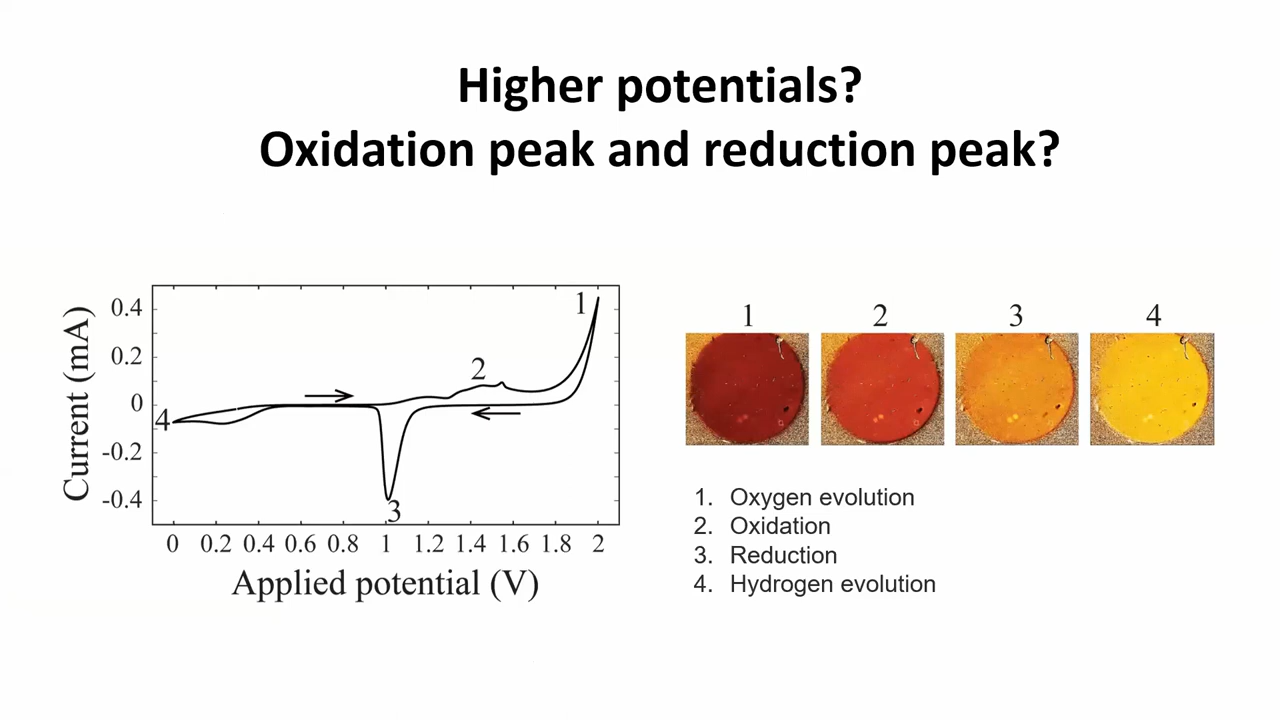 Higher potentials?
Oxidation peak and reduction peak?
Current (mA)
0.4
0.2
0
-0.2
-0.4
1
2
3
4
0 0.2 0.4 0.6 0.8 1 1.2 1.4 1.6 1.8 2
Applied potential (V)
1 2 3 4
1. Oxygen evolution
2. Oxidation
3. Reduction
4. Hydrogen evolution